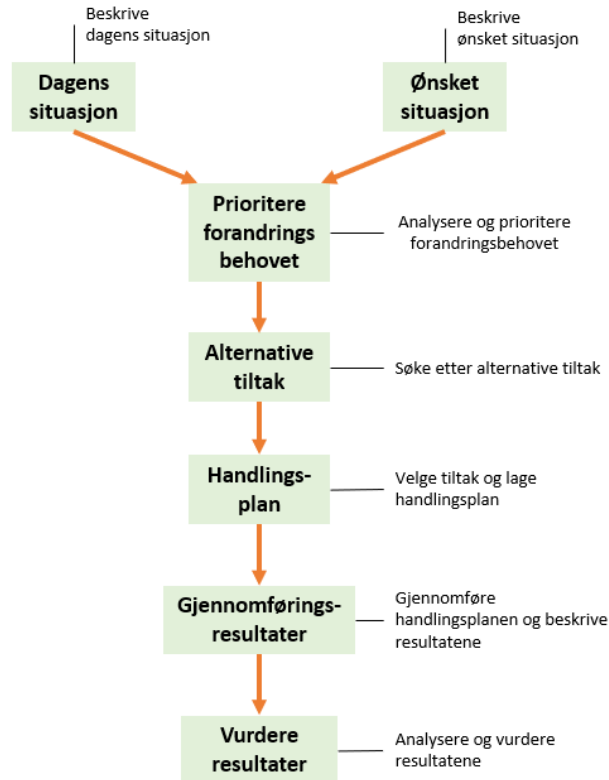 Beskrive
dagens situasjon
Beskrive
ønsket situasjon
Dagens
situasjon
Ønsket
situasjon
Prioritere
forandrings
behovet
Analysere og prioritere
forandringsbehovet
Alternative
tiltak
Søke etter alternative tiltak
Handlings-
plan
Velge tiltak og lage
handlingsplan
Gjennomførings-
resultater
Gjennomføre
handlingsplanen og beskrive
resultatene
Vurdere
resultater
Analysere og vurdere
resultatene